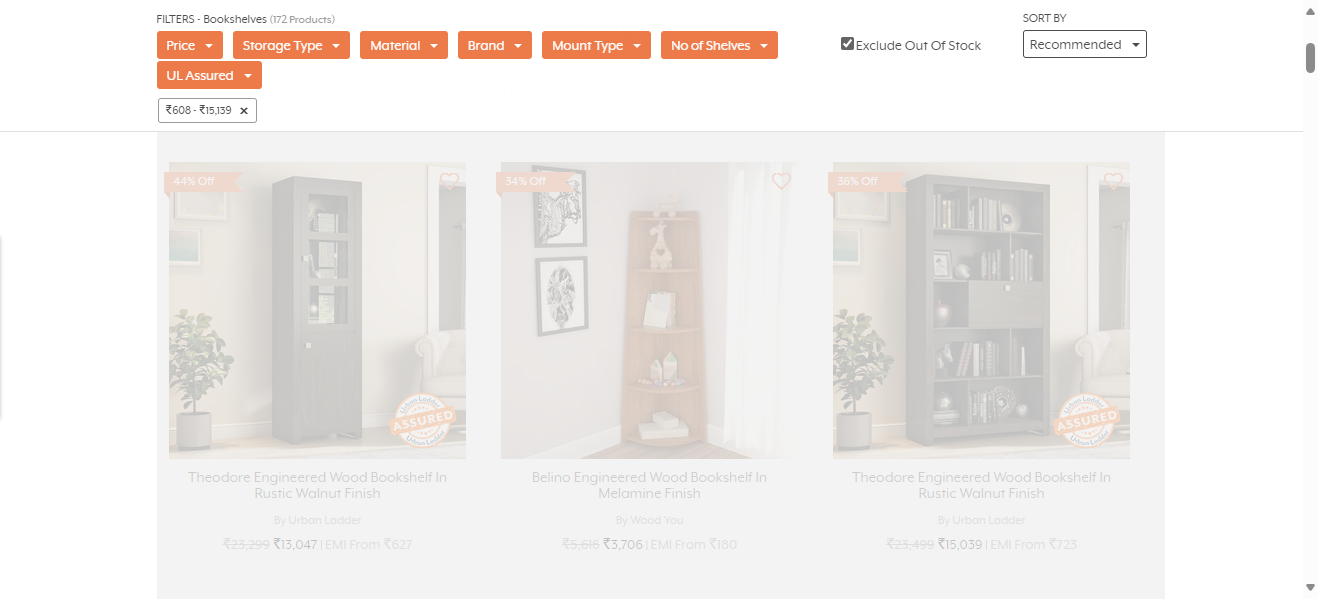 FILTERS - Bookshelves (172 Products)
SORT BY
Price
Storage Type
Material
Brand
Mount Type
No of Shelves
Exclude Out Of Stock
Recommended
UL Assured
₹608 - ₹15,139 ×
44% Off
34% Off
36% Off
Urban Ladder
ASSURED
Urban Ladder
Urban Ladder
ASSURED
Urban Ladder
Theodore Engineered Wood Bookshelf In
Rustic Walnut Finish
By Urban Ladder
₹23,299 ₹13,047 | EMI From ₹627
Belino Engineered Wood Bookshelf In
Melamine Finish
By Wood You
₹5,616 ₹3,706 | EMI From ₹180
Theodore Engineered Wood Bookshelf In
Rustic Walnut Finish
By Urban Ladder
₹23,499 ₹15,039 | EMI From ₹723